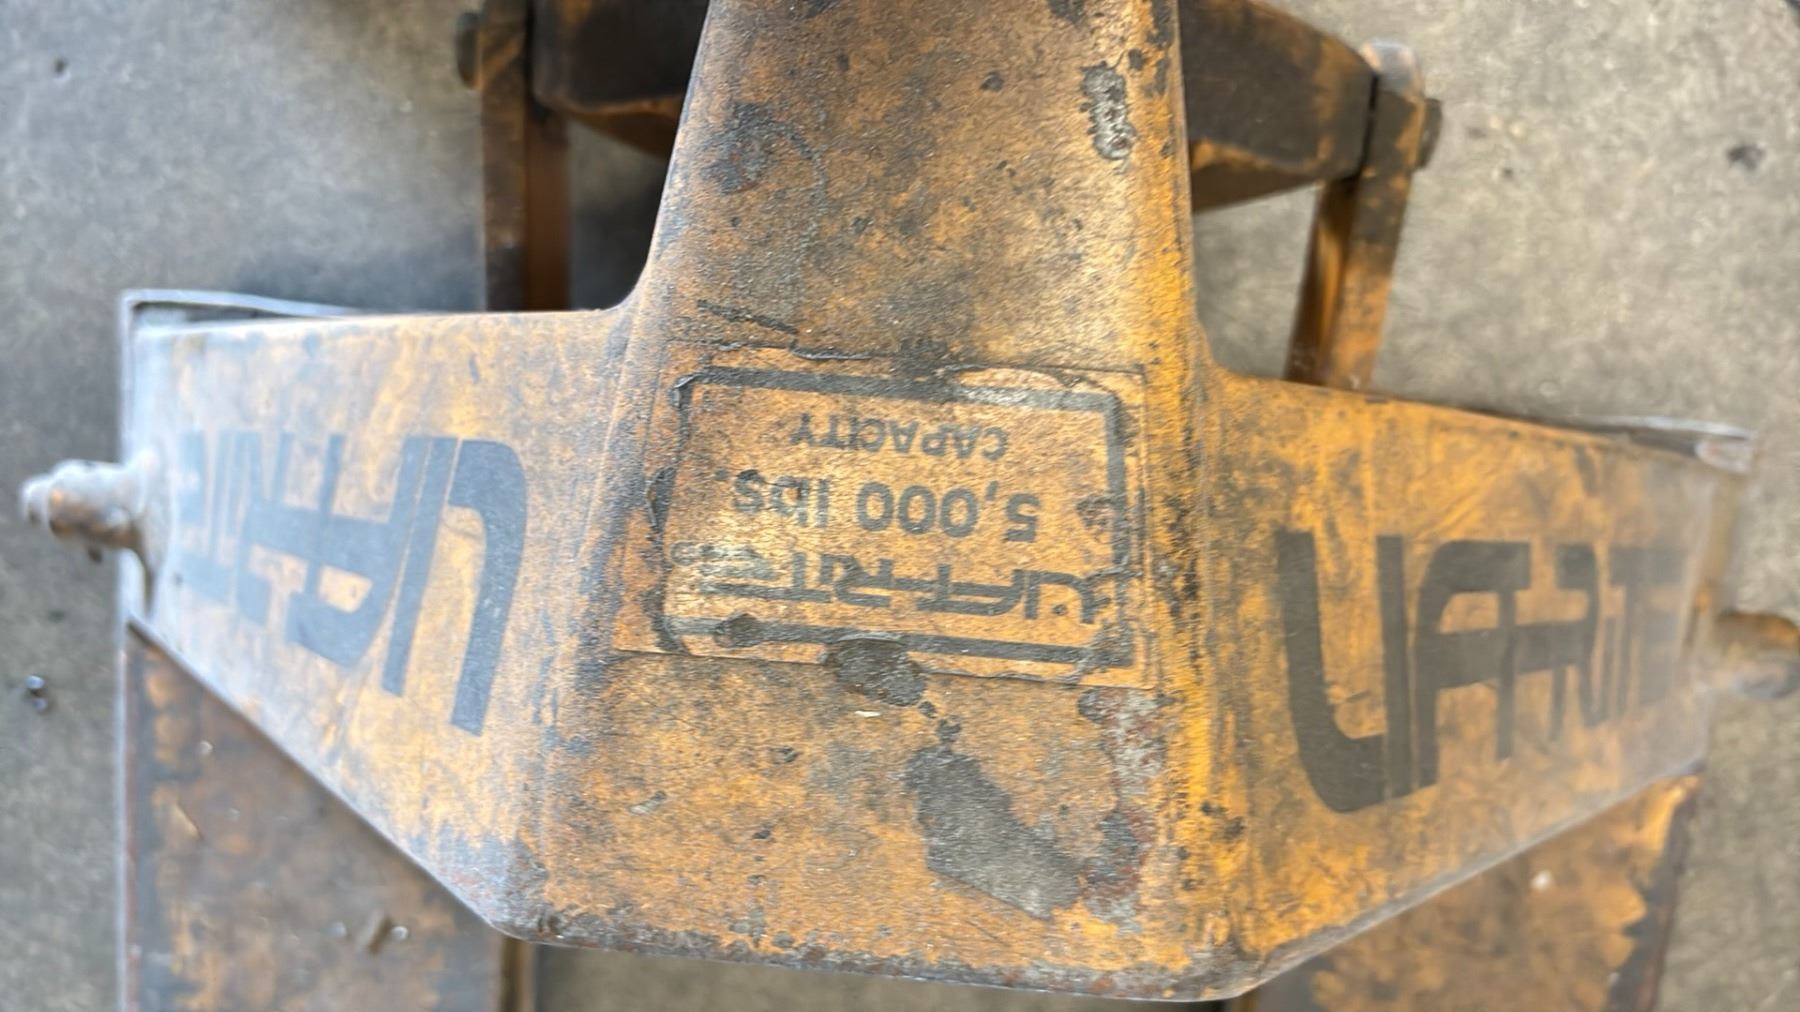 LIFT-RITE
5,000 lbs.
CAPACITY
LIFT-RITE
LIFT-RITE